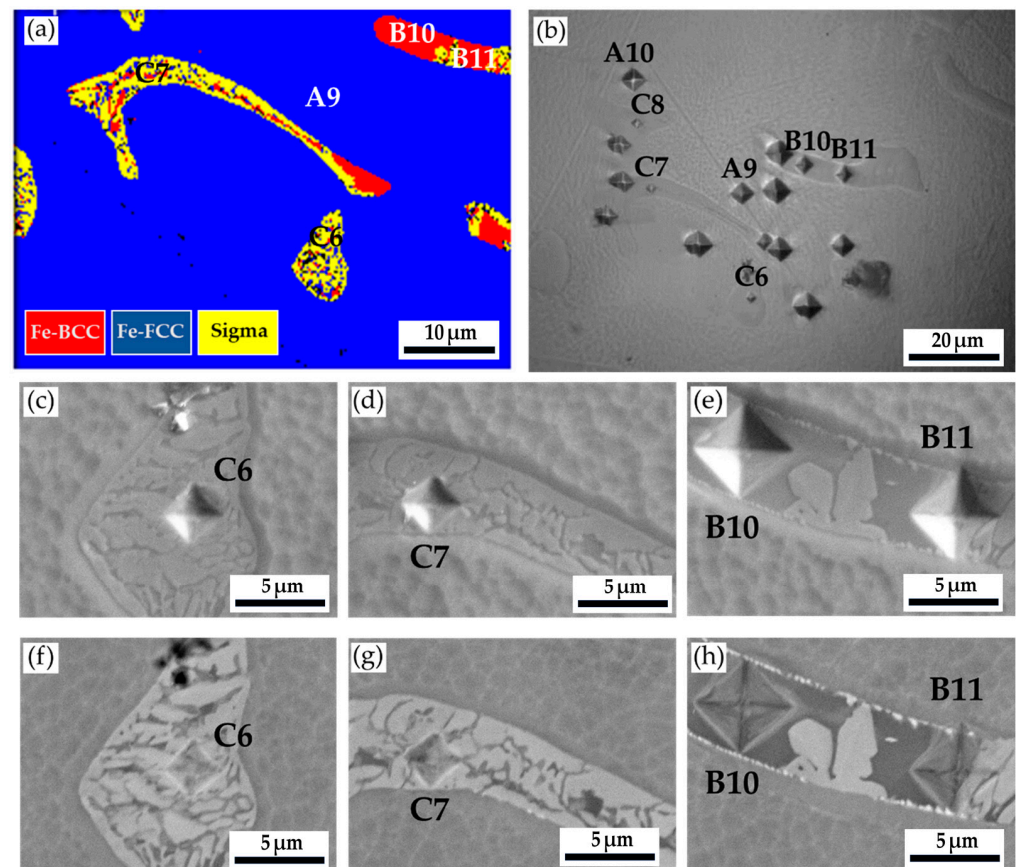 (a)
B10
B11
C7
A9
C6
Fe-BCC
Fe-FCC
Sigma
10 µm
(b)
A10
C8
B10
B11
C7
A9
C6
20 µm
(c)
C6
5 µm
(d)
C7
5 µm
(e)
B11
B10
5 µm
(f)
C6
5 µm
(g)
C7
5 µm
(h)
B11
B10
5 µm